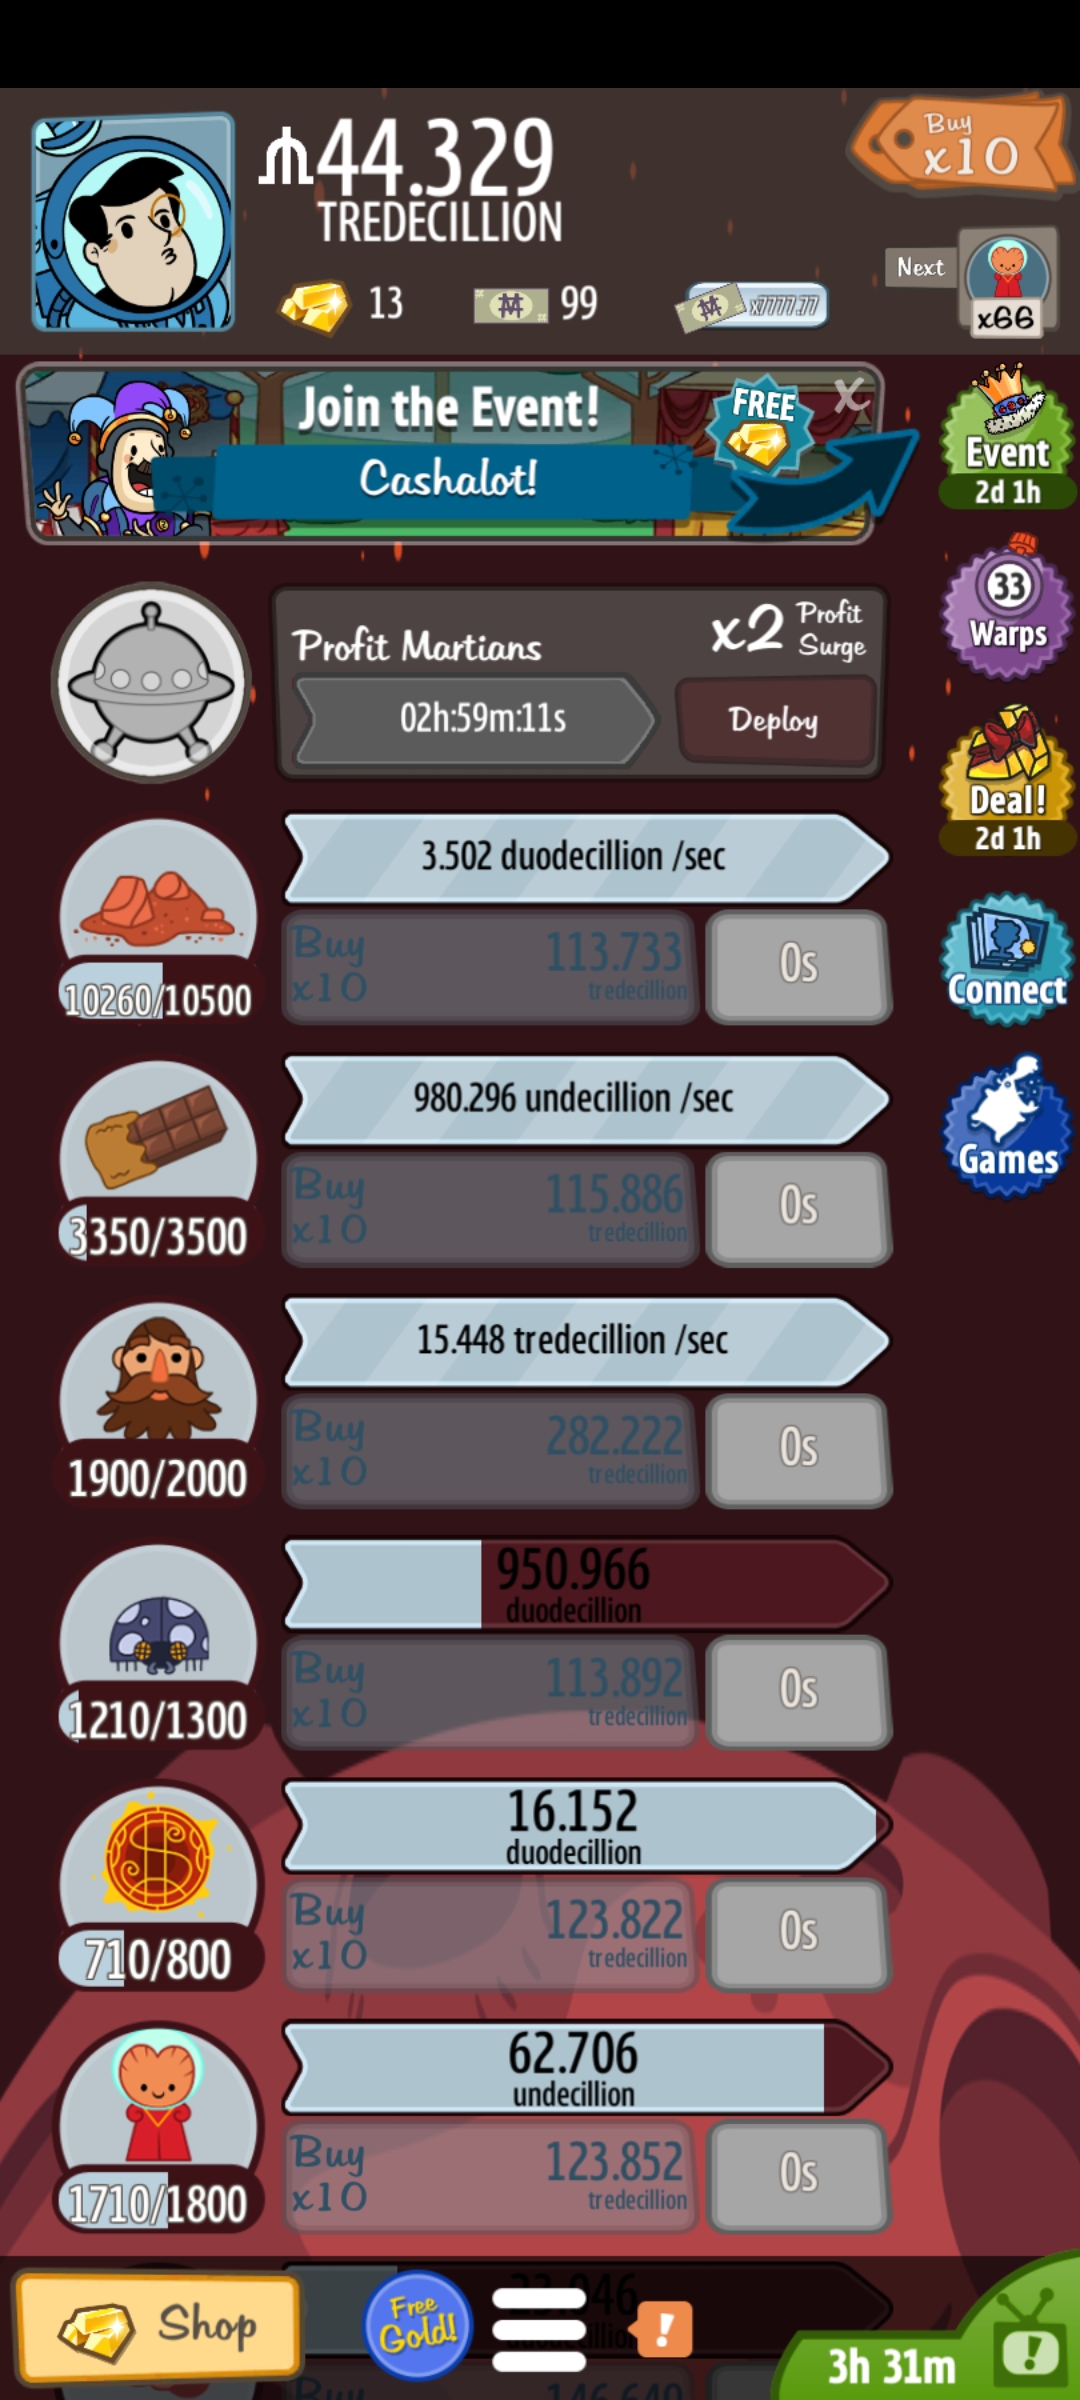 44.329
TREDECILLION
Buy
x10
13
99
x7777.77
Next
x66
Join the Event!
Cashalot!
FREE
X
Event
2d 1h
33
Warps
Profit Martians
x2 Profit
Surge
02h:59m:11s
Deploy
Deal!
2d 1h
3.502 duodecillion /sec
Buy
x10
113.733
tredecillion
0s
10260/10500
Connect
980.296 undecillion /sec
Buy
x10
115.886
tredecillion
0s
3350/3500
Games
15.448 tredecillion /sec
Buy
x10
282.222
tredecillion
0s
1900/2000
950.966
duodecillion
Buy
x10
113.892
tredecillion
0s
1210/1300
16.152
duodecillion
Buy
x10
123.822
tredecillion
0s
710/800
62.706
undecillion
Buy
x10
123.852
tredecillion
0s
1710/1800
Shop
Free
Gold!
!
3h 31m
!
Buy
146.640